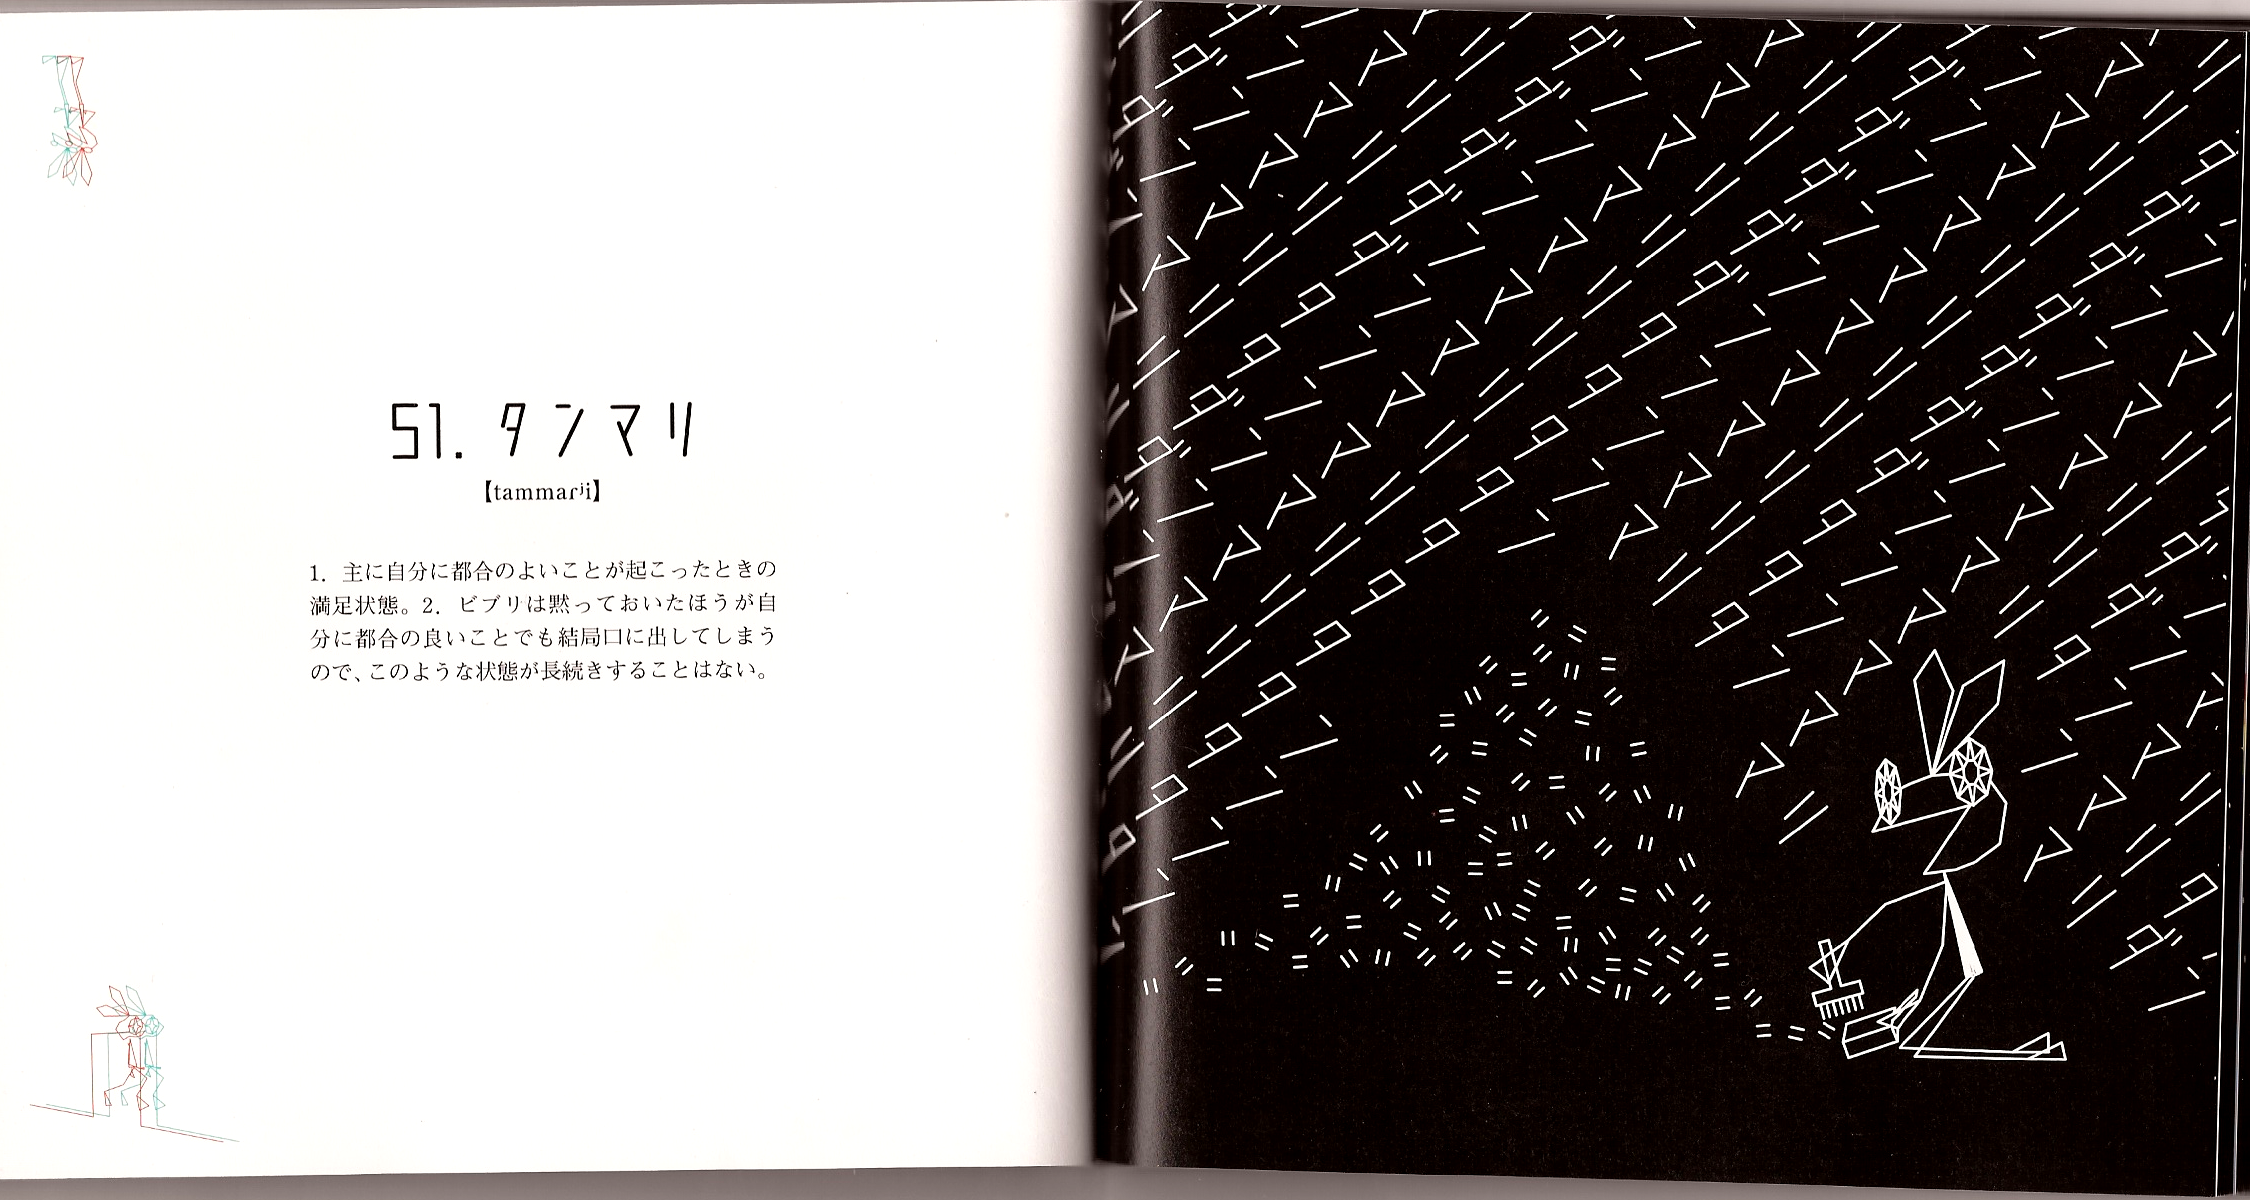 51. タンマリ
【tammaɾʲi】
1. 主に自分に都合のよいことが起こったときの
満足状態。2. ビブリは黙っておいたほうが自
分に都合の良いことでも結局口に出してしまう
ので、このような状態が長続きすることはない。